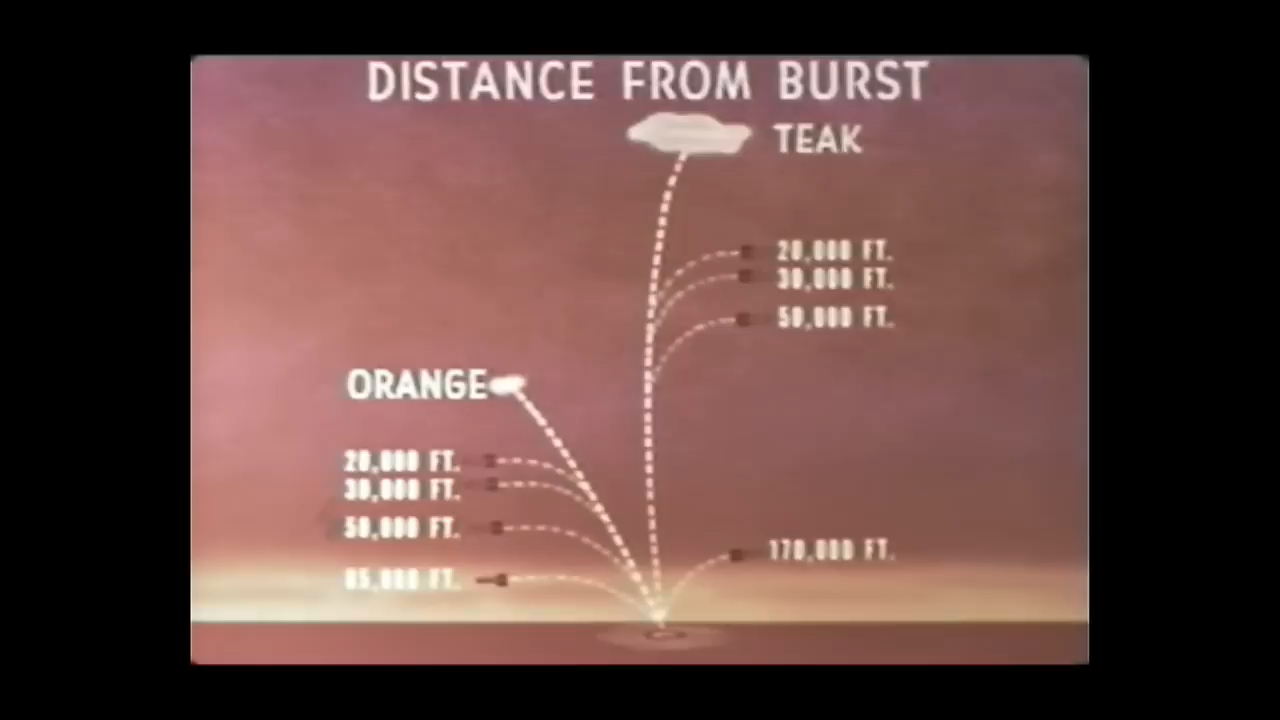 DISTANCE FROM BURST
TEAK
20,000 FT.
30,000 FT.
50,000 FT.
ORANGE
20,000 FT.
30,000 FT.
50,000 FT.
85,000 FT.
170,000 FT.